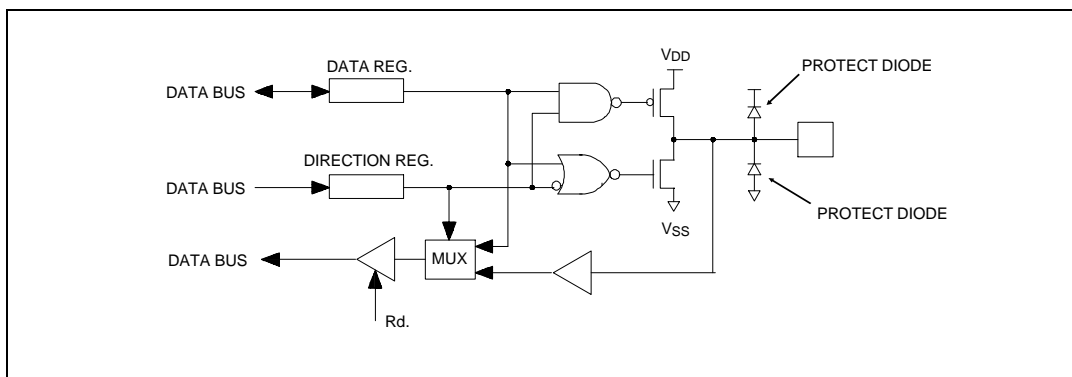 VDD
PROTECT DIODE
DATA REG.
DATA BUS
DIRECTION REG.
DATA BUS
PROTECT DIODE
VSS
DATA BUS
MUX
Rd.